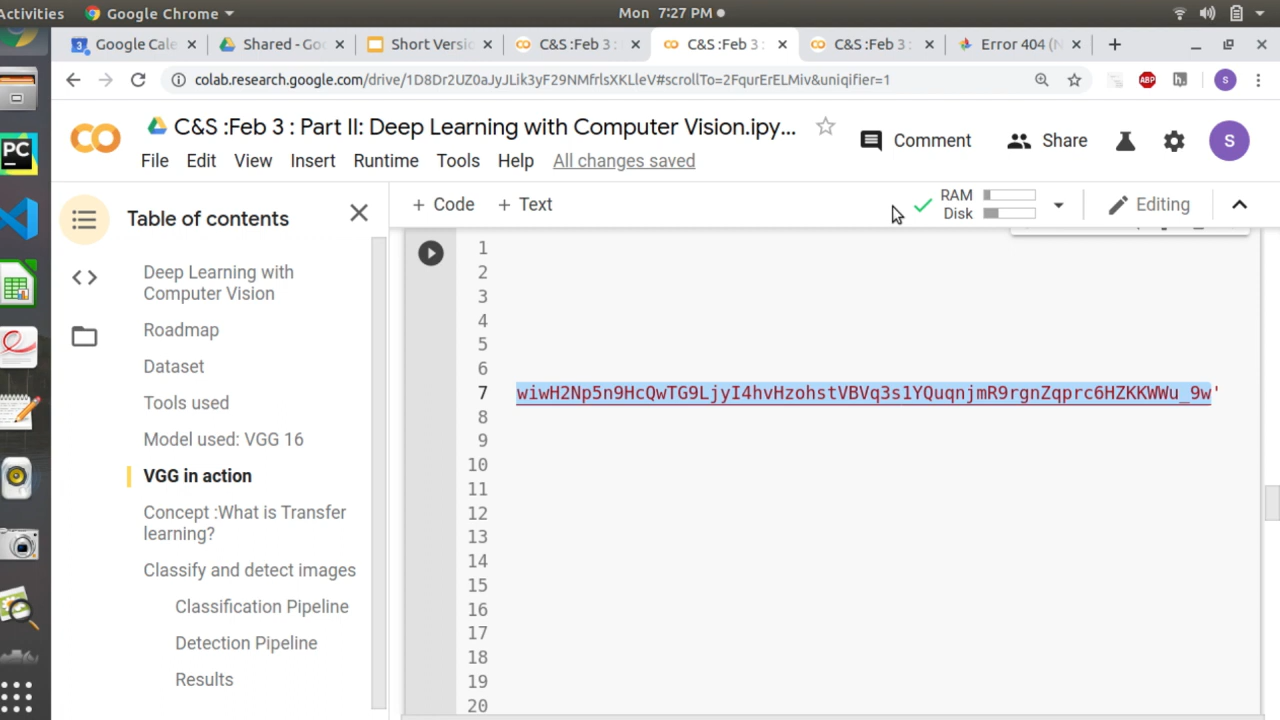 Activities
Google Chrome
Mon 7:27 PM
Google Cale
Shared - Goo
Short Versio
C&S :Feb 3 :
C&S :Feb 3 :
C&S :Feb 3 :
Error 404 (N
colab.research.google.com/drive/1D8Dr2UZ0aJyJLik3yF29NMfrlsXKLleV#scrollTo=2FqurErELMiv&uniqifier=1
ABP
h.
S
CO
C&S :Feb 3 : Part II: Deep Learning with Computer Vision.ipy...
Comment
Share
S
File Edit View Insert Runtime Tools Help All changes saved
+ Code + Text
RAM
Disk
Editing
Table of contents
Deep Learning with
Computer Vision
Roadmap
Dataset
Tools used
Model used: VGG 16
VGG in action
Concept :What is Transfer
learning?
Classify and detect images
Classification Pipeline
Detection Pipeline
Results
PC
1
2
3
4
5
6
7 wiwH2Np5n9HcQwTG9LjyI4hvHzohstVBVq3s1YQuqnjmR9rgnZqprc6HZKKWWu_9w'
8
9
10
11
12
13
14
15
16
17
18
19
20